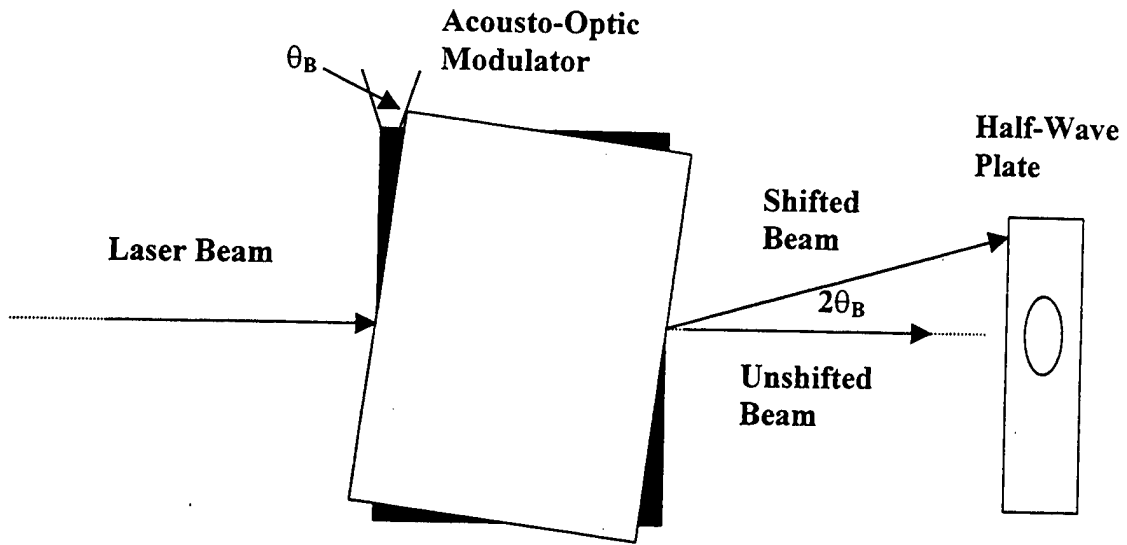 Acousto-Optic
Modulator
θB
Half-Wave
Plate
Shifted
Beam
Laser Beam
2θB
Unshifted
Beam